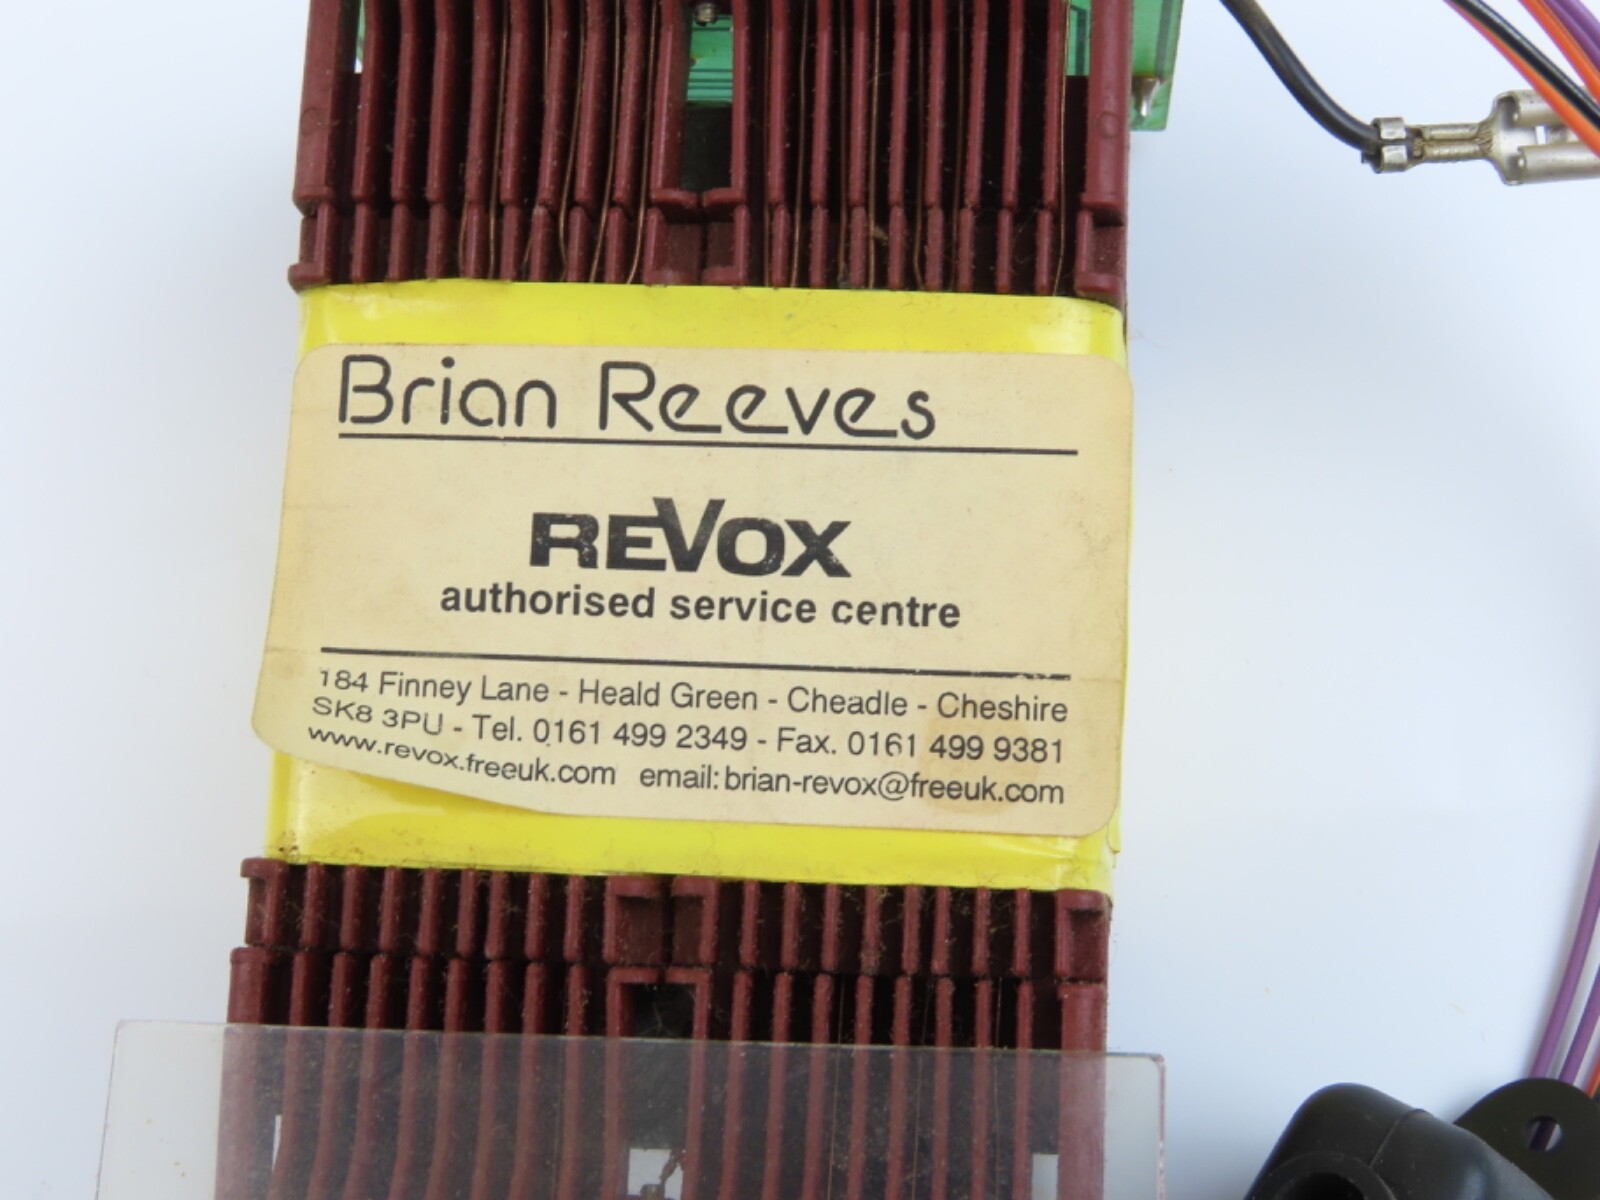 Brian Reeves
REVOX
authorised service centre
184 Finney Lane - Heald Green - Cheadle - Cheshire
SK8 3PU - Tel. 0161 499 2349 - Fax. 0161 499 9381
www.revox.freeuk.com email: brian-revox@freeuk.com